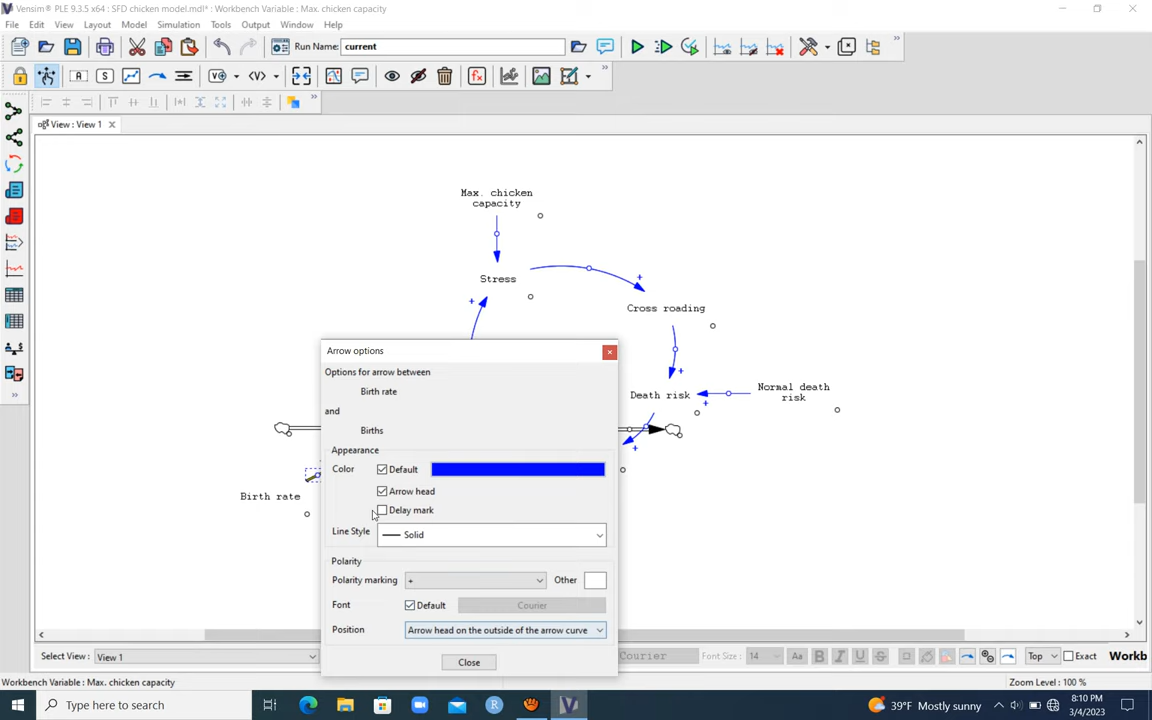 Vensim® PLE 9.3.5 x64 : SFD chicken model.mdl* : Workbench Variable : Max. chicken capacity
File Edit View Layout Model Simulation Tools Output Window Help
Run Name: current
A S V <V> fx
View : View 1
Max. chicken
capacity
Stress
+
+
Cross roading
+
Death risk
Normal death
risk
+
+
Birth rate
Arrow options
Options for arrow between
Birth rate
and
Births
Appearance
Color Default
Arrow head
Delay mark
Line Style Solid
Polarity
Polarity marking + Other
Font Default Courier
Position Arrow head on the outside of the arrow curve
Close
Select View : View 1 Courier Font Size : 14 Aa B I U S Top Exact Workb
Workbench Variable : Max. chicken capacity Zoom Level : 100 %
Type here to search 39°F Mostly sunny 8:10 PM
3/4/2023